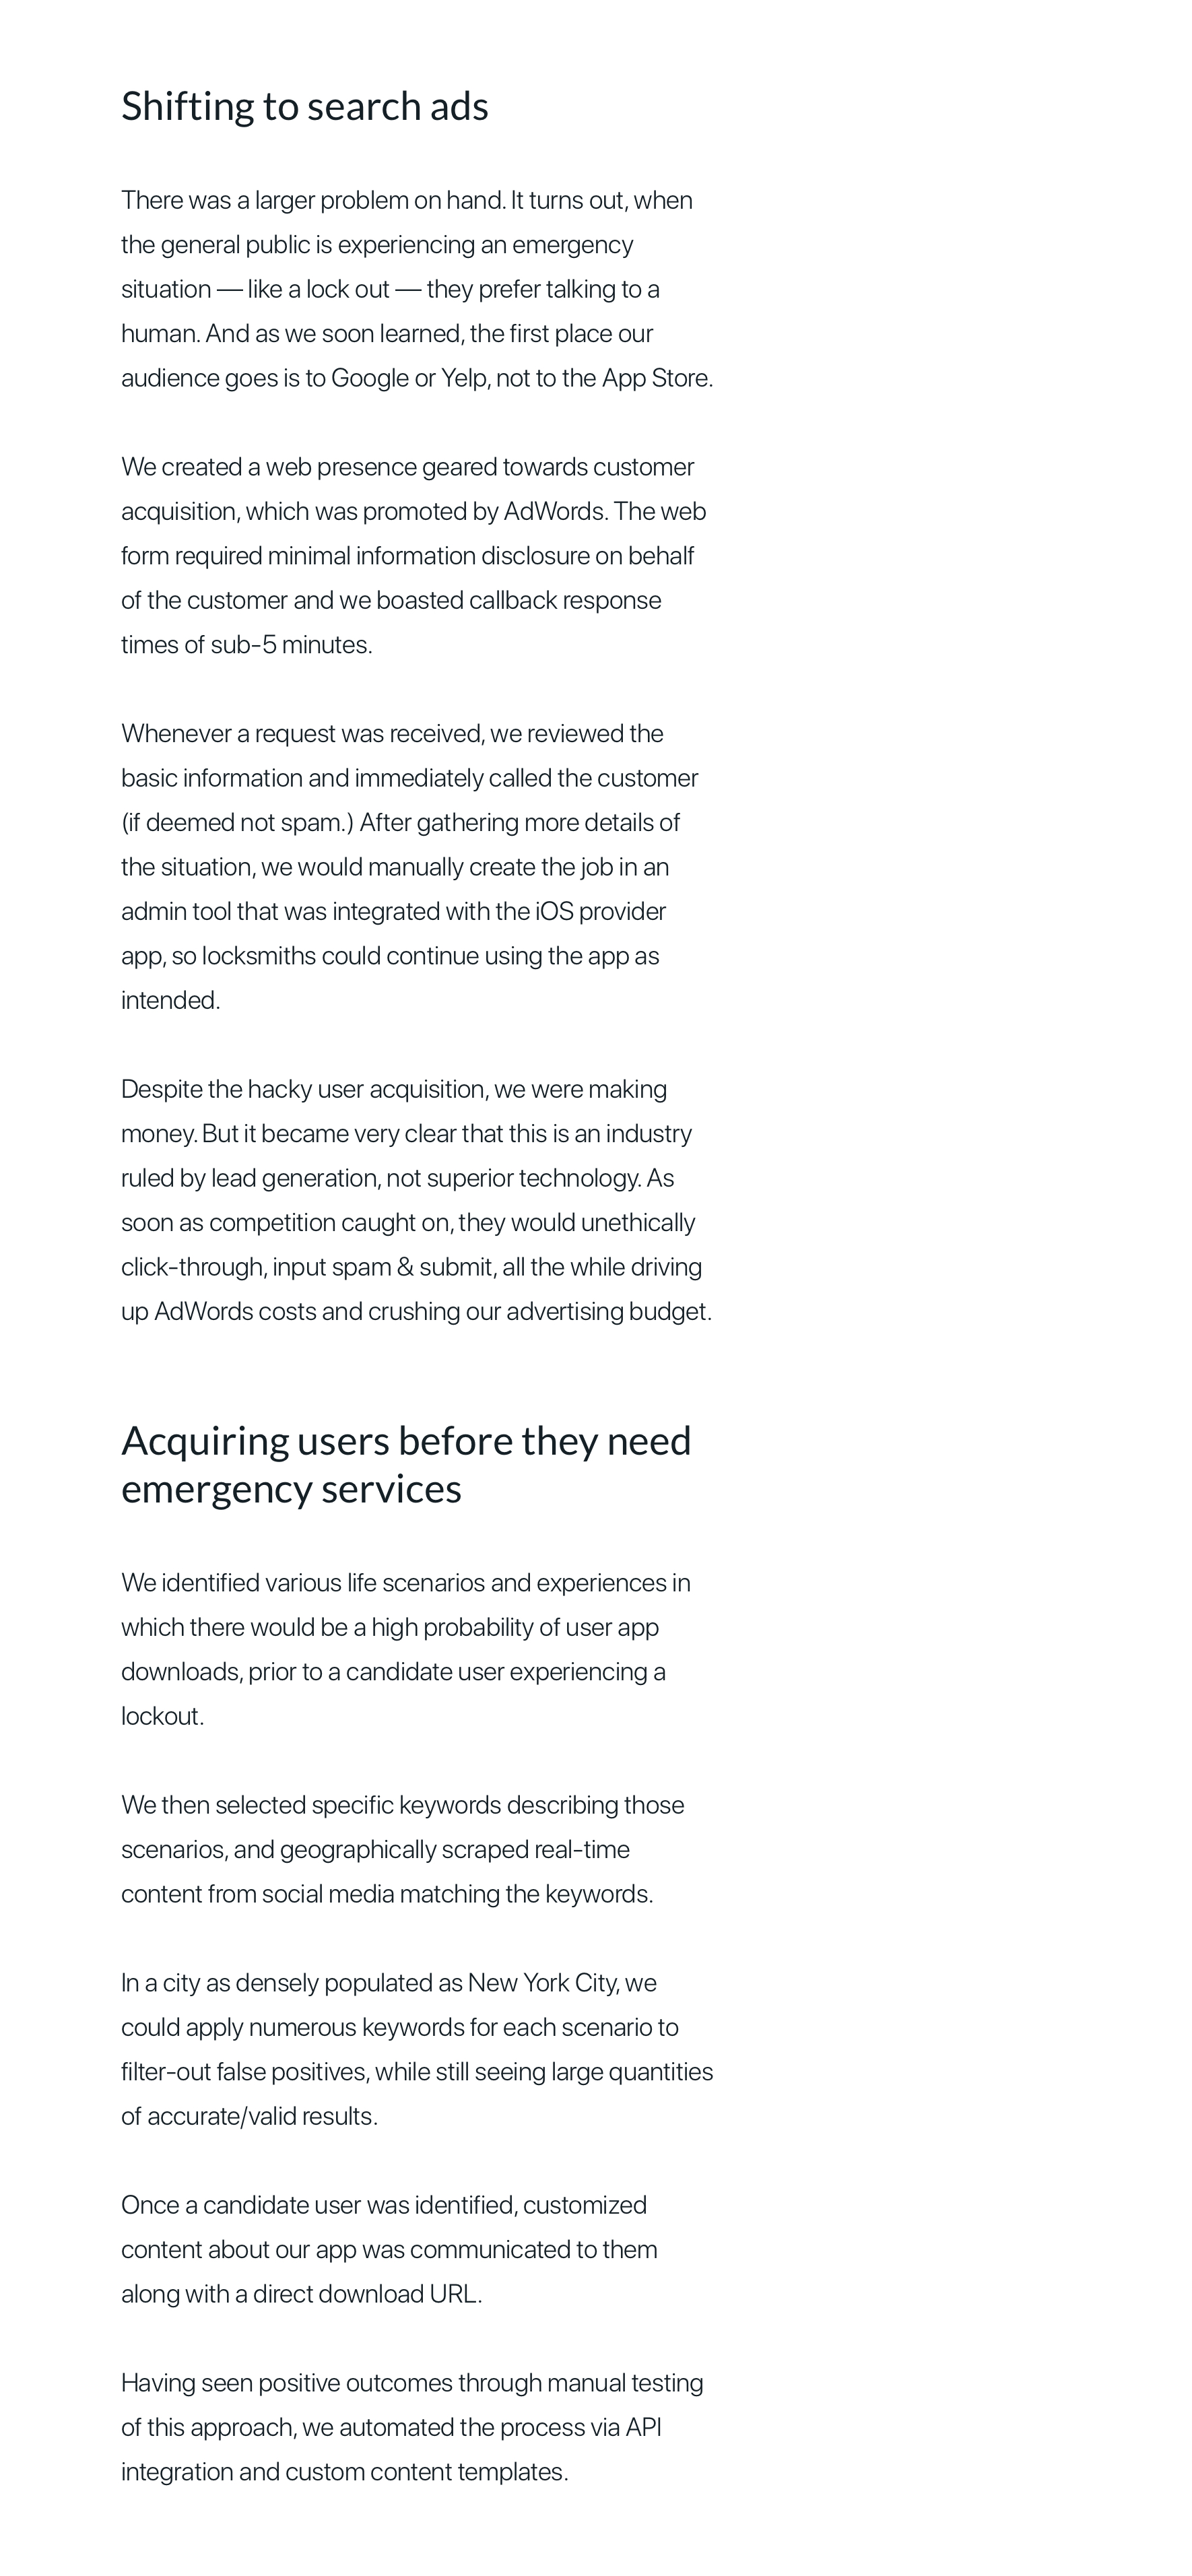 Shifting to search ads
There was a larger problem on hand. It turns out, when
the general public is experiencing an emergency
situation — like a lock out — they prefer talking to a
human. And as we soon learned, the first place our
audience goes is to Google or Yelp, not to the App Store.
We created a web presence geared towards customer
acquisition, which was promoted by AdWords. The web
form required minimal information disclosure on behalf
of the customer and we boasted callback response
times of sub-5 minutes.
Whenever a request was received, we reviewed the
basic information and immediately called the customer
(if deemed not spam.) After gathering more details of
the situation, we would manually create the job in an
admin tool that was integrated with the iOS provider
app, so locksmiths could continue using the app as
intended.
Despite the hacky user acquisition, we were making
money. But it became very clear that this is an industry
ruled by lead generation, not superior technology. As
soon as competition caught on, they would unethically
click-through, input spam & submit, all the while driving
up AdWords costs and crushing our advertising budget.
Acquiring users before they need
emergency services
We identified various life scenarios and experiences in
which there would be a high probability of user app
downloads, prior to a candidate user experiencing a
lockout.
We then selected specific keywords describing those
scenarios, and geographically scraped real-time
content from social media matching the keywords.
In a city as densely populated as New York City, we
could apply numerous keywords for each scenario to
filter-out false positives, while still seeing large quantities
of accurate/valid results.
Once a candidate user was identified, customized
content about our app was communicated to them
along with a direct download URL.
Having seen positive outcomes through manual testing
of this approach, we automated the process via API
integration and custom content templates.